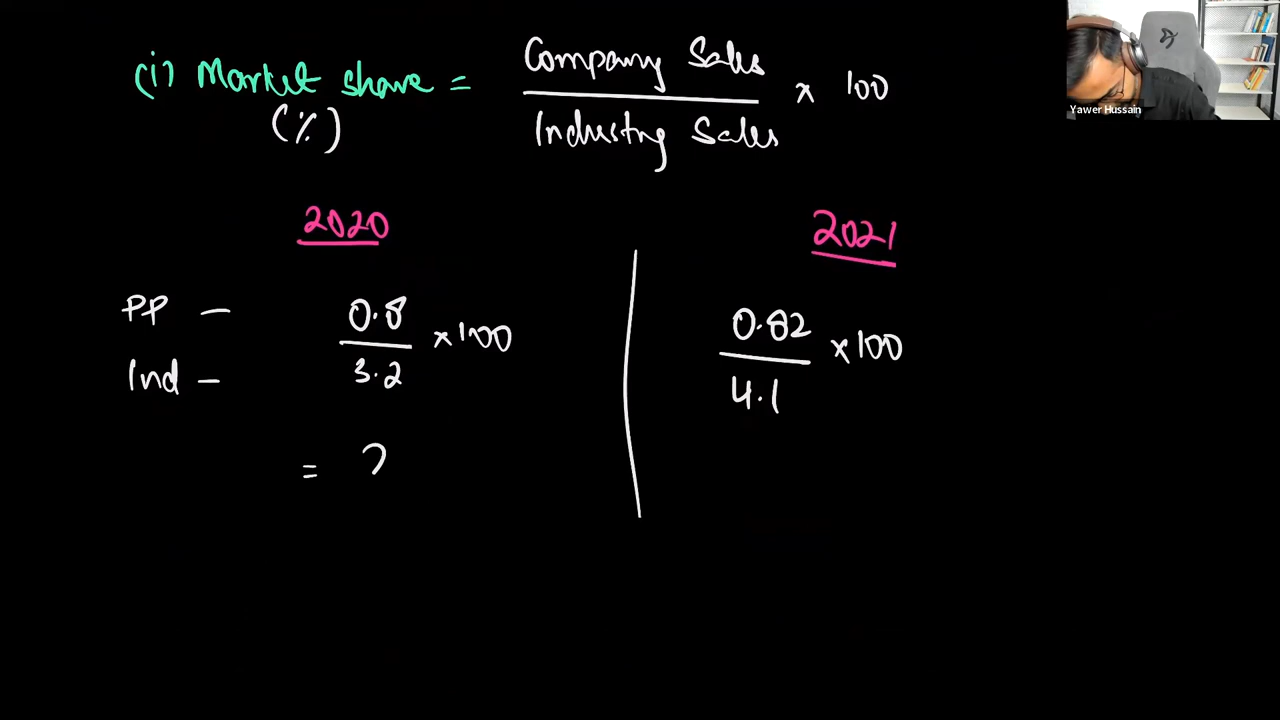 (i) Market share = Company Sales / Industry Sales × 100
(%)
2020
2021
PP – 0.8 / 3.2 × 100
Ind –
0.82 / 4.1 × 100
= 2
Yawer Hussain